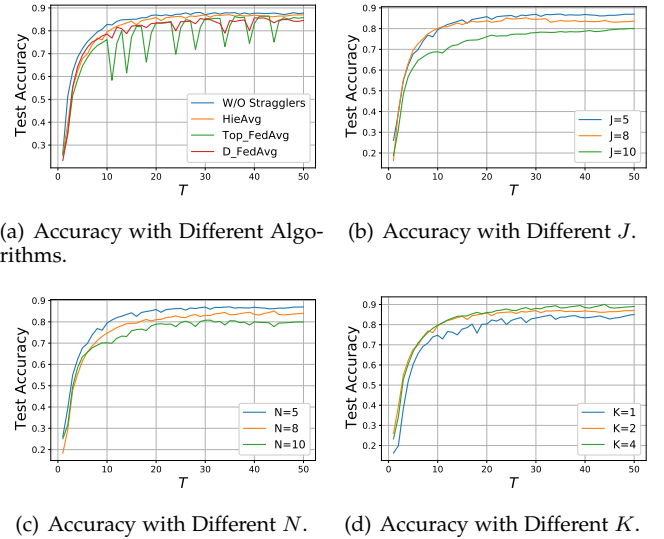 0.9
0.8
0.7
0.6
0.5
0.4
0.3
Test Accuracy
W/O Stragglers
HieAvg
Top_FedAvg
D_FedAvg
0 10 20 30 40 50
T
(a) Accuracy with Different Algo-
rithms.
0.9
0.8
0.7
0.6
0.5
0.4
0.3
0.2
Test Accuracy
J=5
J=8
J=10
0 10 20 30 40 50
T
(b) Accuracy with Different J.
0.9
0.8
0.7
0.6
0.5
0.4
0.3
0.2
Test Accuracy
N=5
N=8
N=10
0 10 20 30 40 50
T
(c) Accuracy with Different N.
0.9
0.8
0.7
0.6
0.5
0.4
0.3
0.2
Test Accuracy
K=1
K=2
K=4
0 10 20 30 40 50
T
(d) Accuracy with Different K.